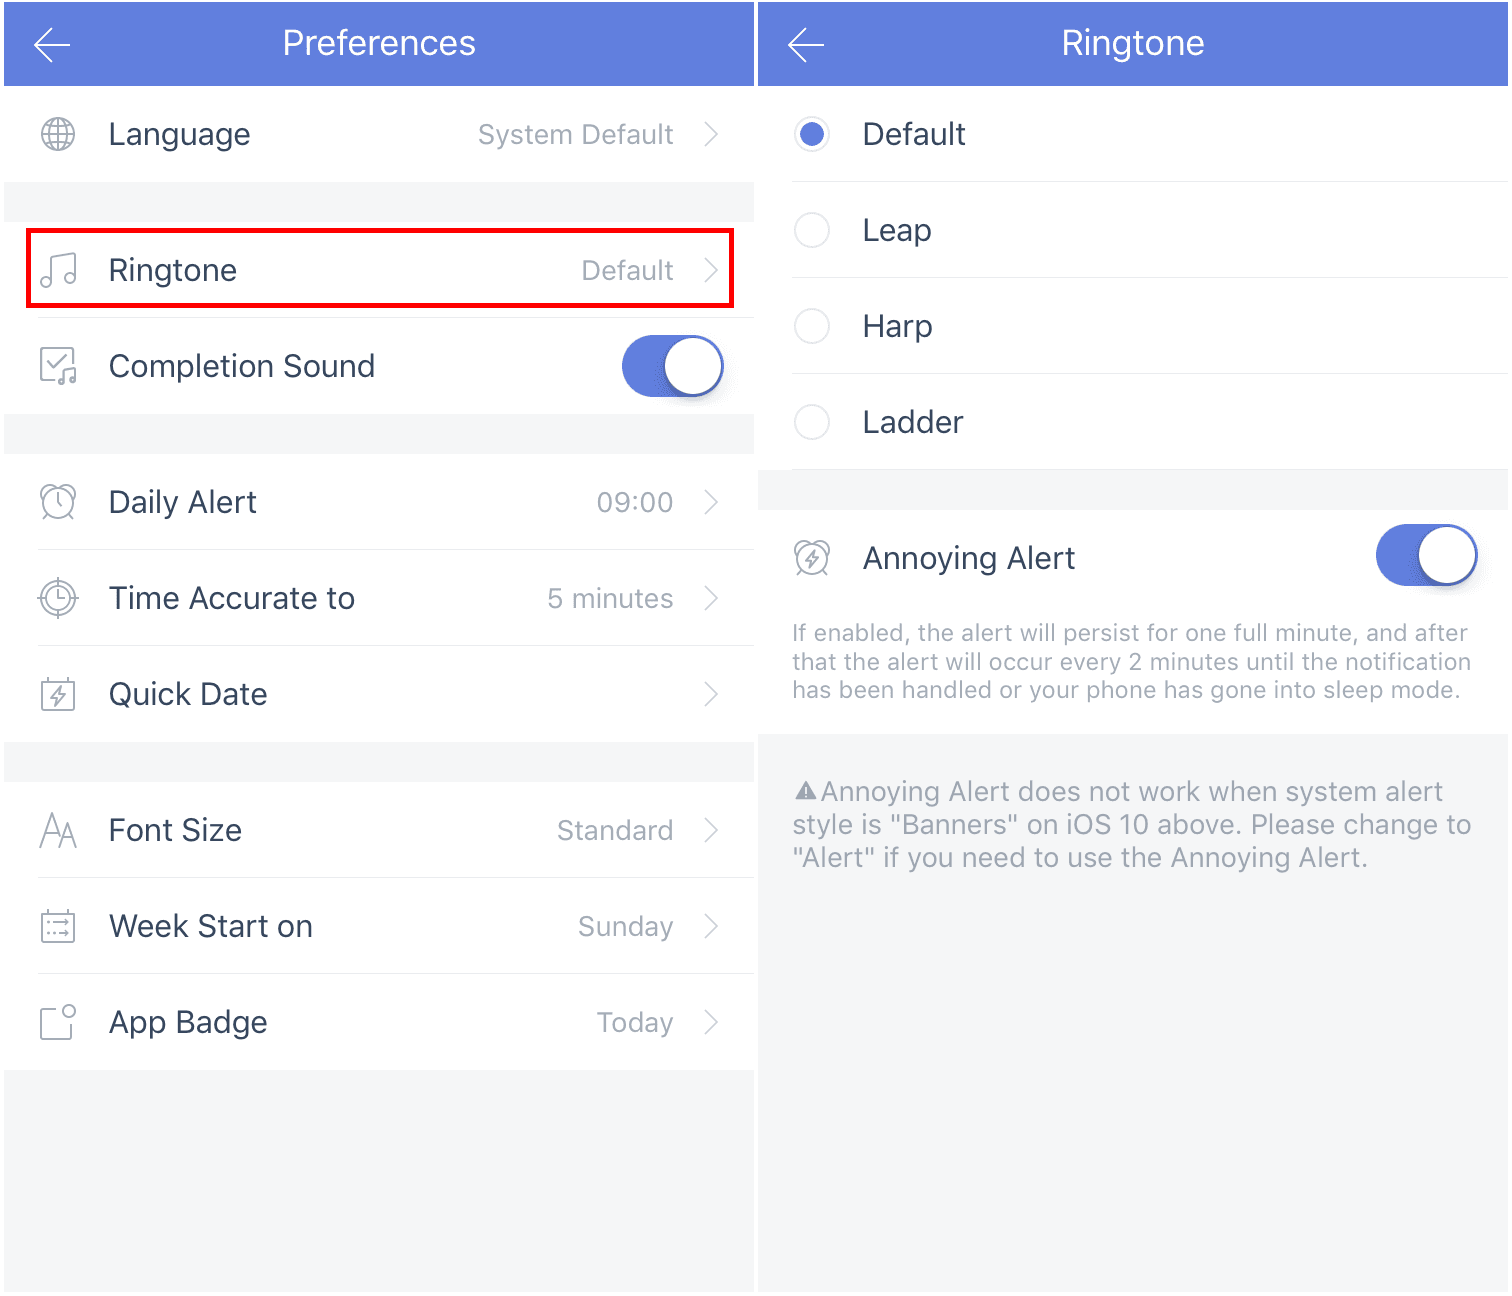 Preferences
Language
System Default
Ringtone
Default
Completion Sound
Daily Alert
09:00
Time Accurate to
5 minutes
Quick Date
Font Size
Standard
Week Start on
Sunday
App Badge
Today
Ringtone
Default
Leap
Harp
Ladder
Annoying Alert
If enabled, the alert will persist for one full minute, and after
that the alert will occur every 2 minutes until the notification
has been handled or your phone has gone into sleep mode.
Annoying Alert does not work when system alert
style is "Banners" on iOS 10 above. Please change to
"Alert" if you need to use the Annoying Alert.